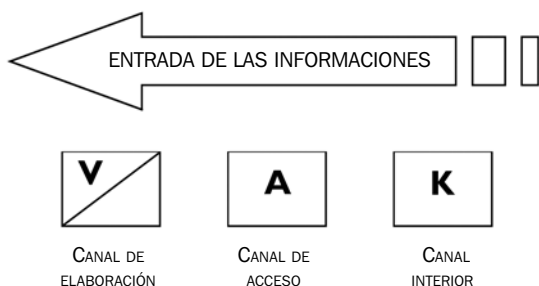 ENTRADA DE LAS INFORMACIONES
V A K
CANAL DE CANAL DE CANAL
ELABORACIÓN ACCESO INTERIOR